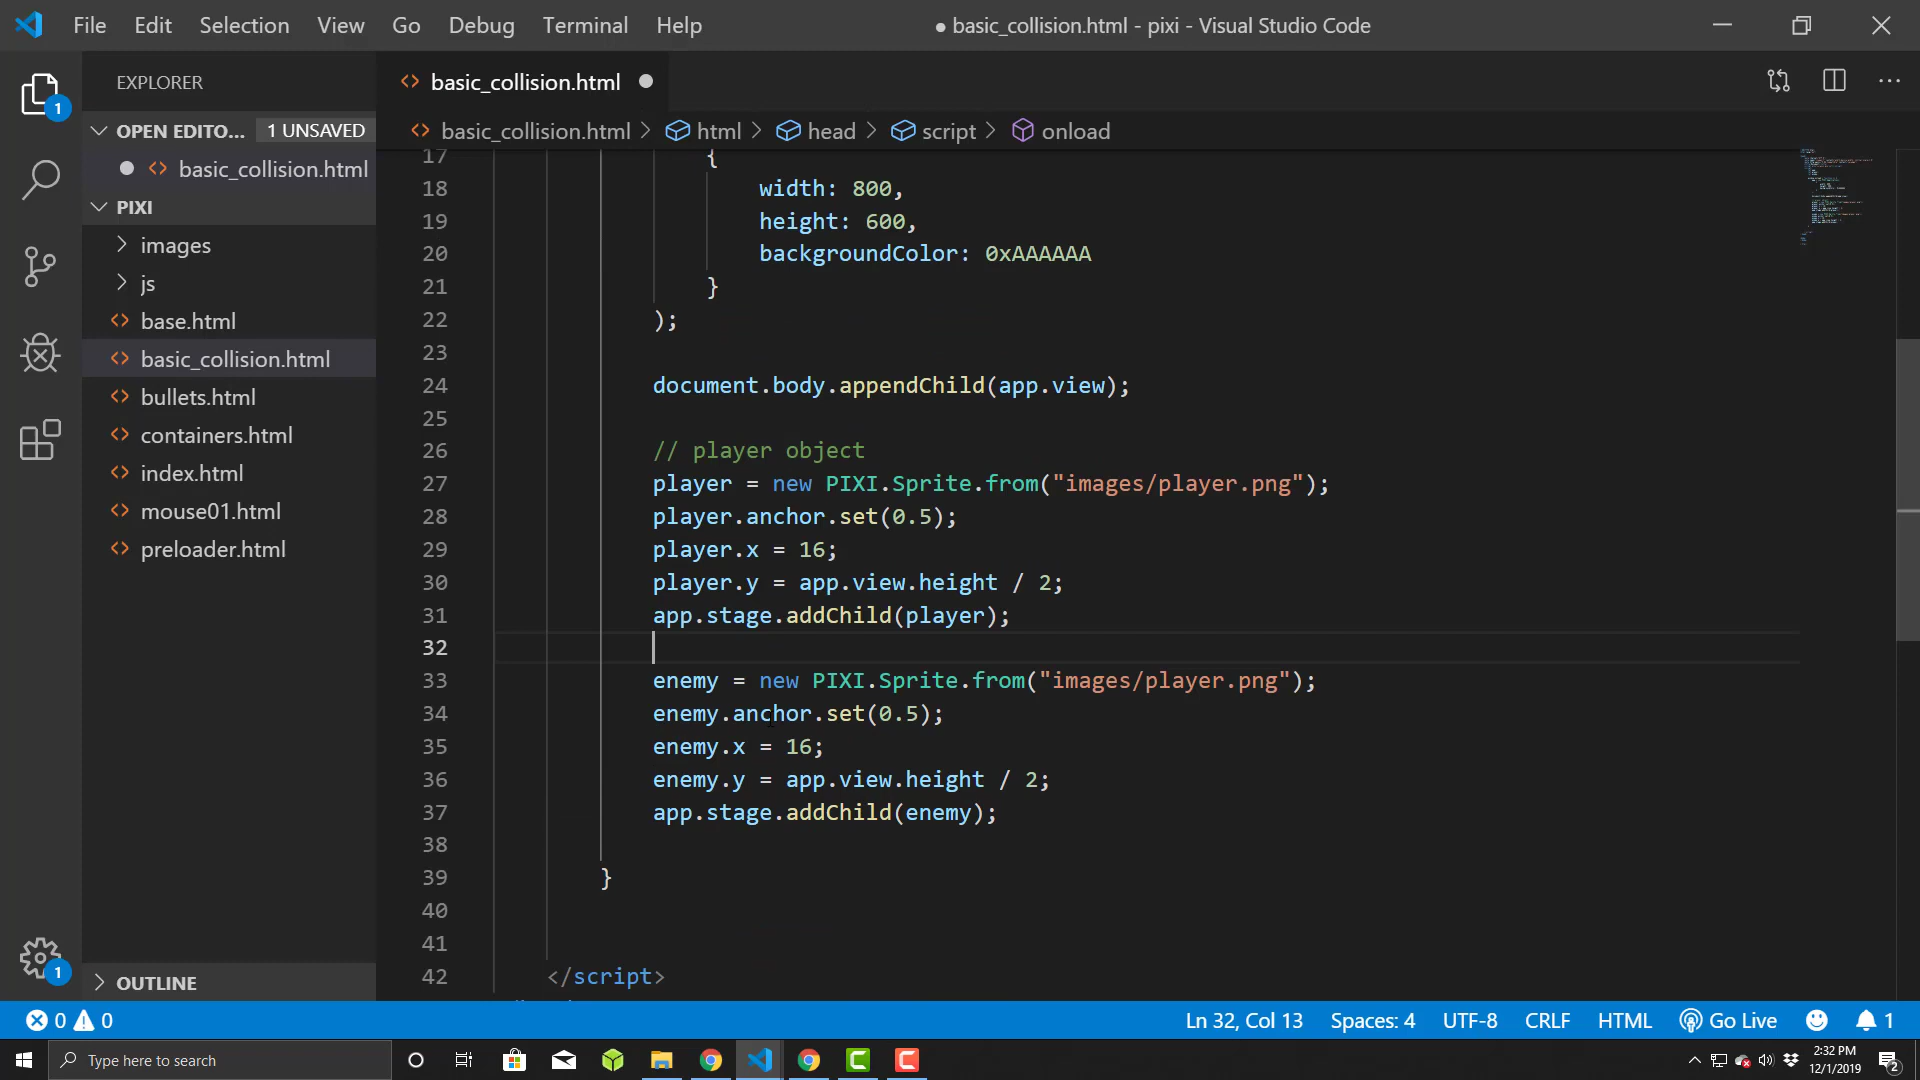 File Edit Selection View Go Debug Terminal Help
● basic_collision.html - pixi - Visual Studio Code
EXPLORER
1
OPEN EDITO... 1 UNSAVED
basic_collision.html
PIXI
images
js
base.html
basic_collision.html
bullets.html
containers.html
index.html
mouse01.html
preloader.html
OUTLINE
1
basic_collision.html
basic_collision.html > html > head > script > onload
17 {
18 width: 800,
19 height: 600,
20 backgroundColor: 0xAAAAAA
21 }
22 );
23
24 document.body.appendChild(app.view);
25
26 // player object
27 player = new PIXI.Sprite.from("images/player.png");
28 player.anchor.set(0.5);
29 player.x = 16;
30 player.y = app.view.height / 2;
31 app.stage.addChild(player);
32
33 enemy = new PIXI.Sprite.from("images/player.png");
34 enemy.anchor.set(0.5);
35 enemy.x = 16;
36 enemy.y = app.view.height / 2;
37 app.stage.addChild(enemy);
38
39 }
40
41
42 </script>
0 0 Ln 32, Col 13 Spaces: 4 UTF-8 CRLF HTML Go Live 1
Type here to search
2:32 PM
12/1/2019
2